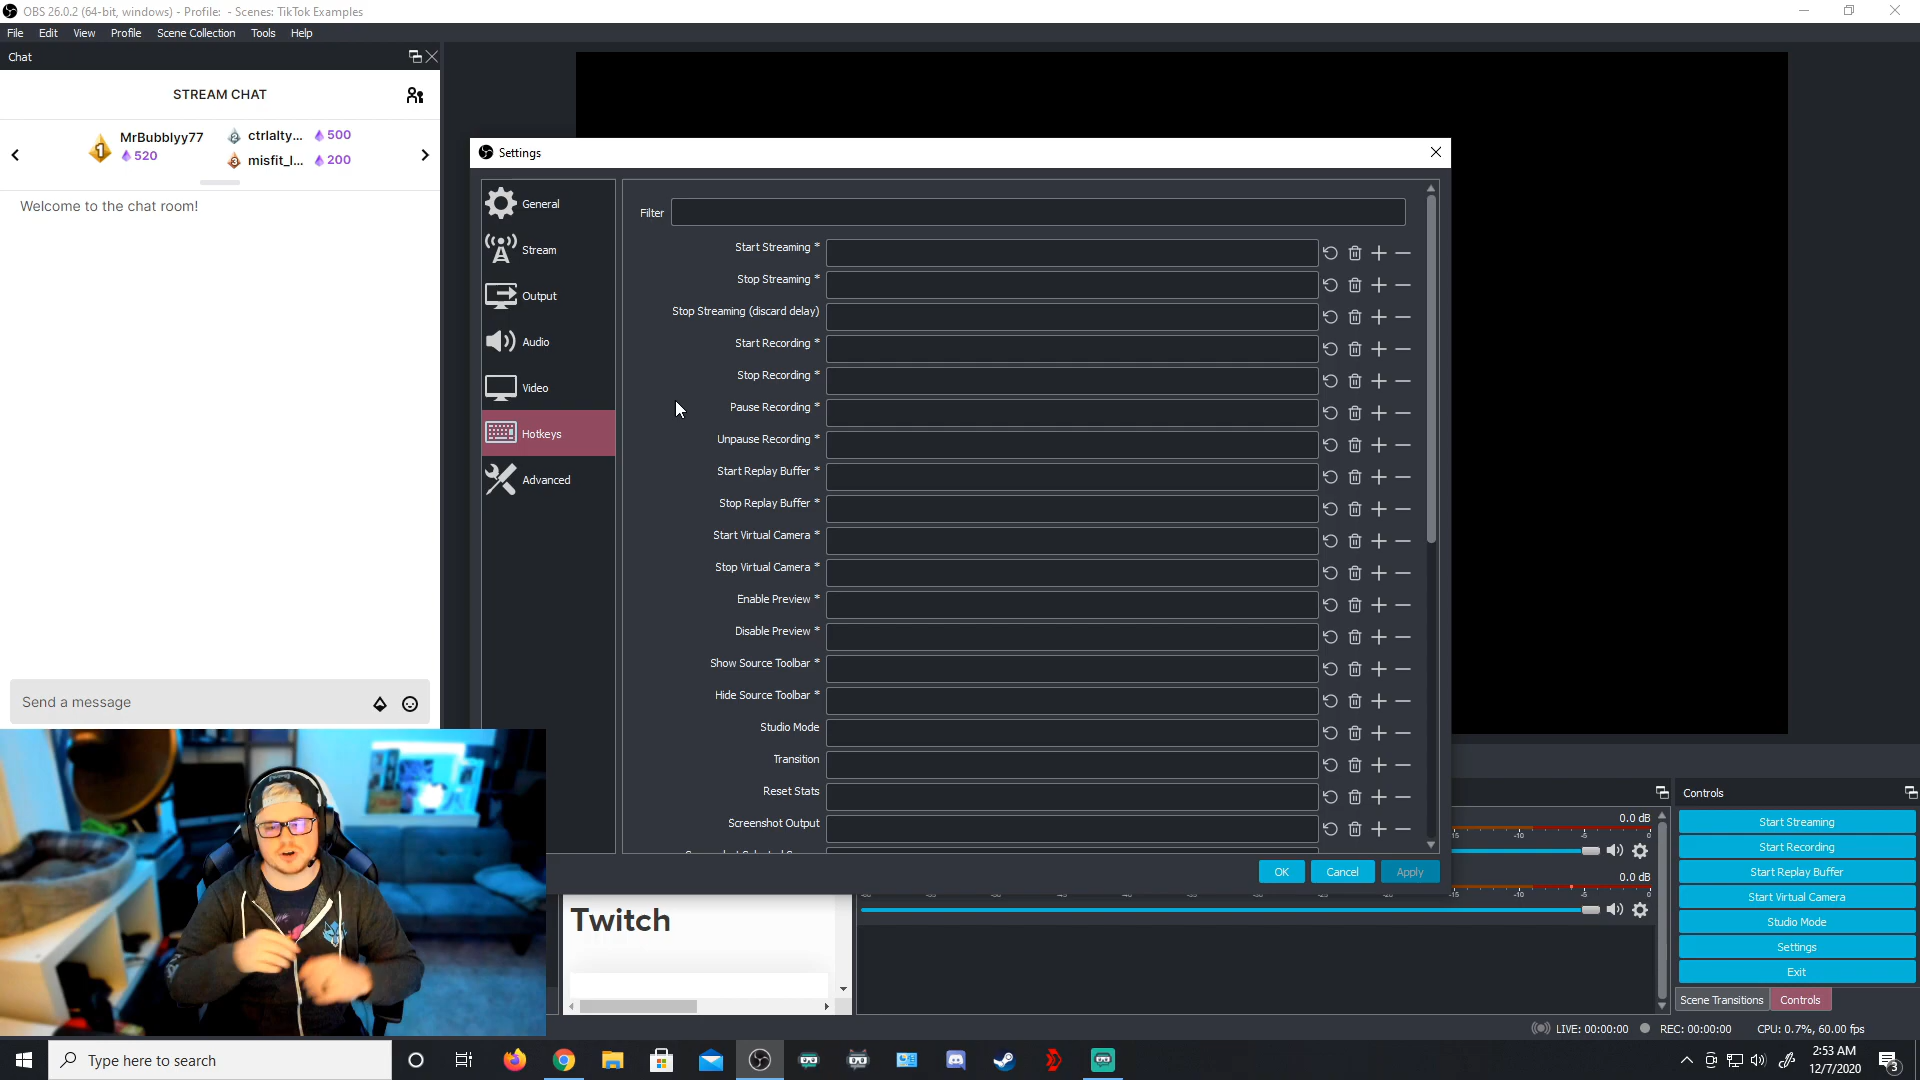 OBS 26.0.2 (64-bit, windows) - Profile:  - Scenes: TikTok Examples
File Edit View Profile Scene Collection Tools Help
Chat
STREAM CHAT
1 MrBubblyy77 520
2 ctrlalty... 500
3 misfit_l... 200
Welcome to the chat room!
Send a message
Settings
General
Stream
Output
Audio
Video
Hotkeys
Advanced
Filter
Start Streaming *
Stop Streaming *
Stop Streaming (discard delay)
Start Recording *
Stop Recording *
Pause Recording *
Unpause Recording *
Start Replay Buffer *
Stop Replay Buffer *
Start Virtual Camera *
Stop Virtual Camera *
Enable Preview *
Disable Preview *
Show Source Toolbar *
Hide Source Toolbar *
Studio Mode
Transition
Reset Stats
Screenshot Output
OK Cancel Apply
Twitch
0.0 dB
0.0 dB
Controls
Start Streaming
Start Recording
Start Replay Buffer
Start Virtual Camera
Studio Mode
Settings
Exit
Scene Transitions Controls
LIVE: 00:00:00 REC: 00:00:00 CPU: 0.7%, 60.00 fps
Type here to search
2:53 AM
12/7/2020
3